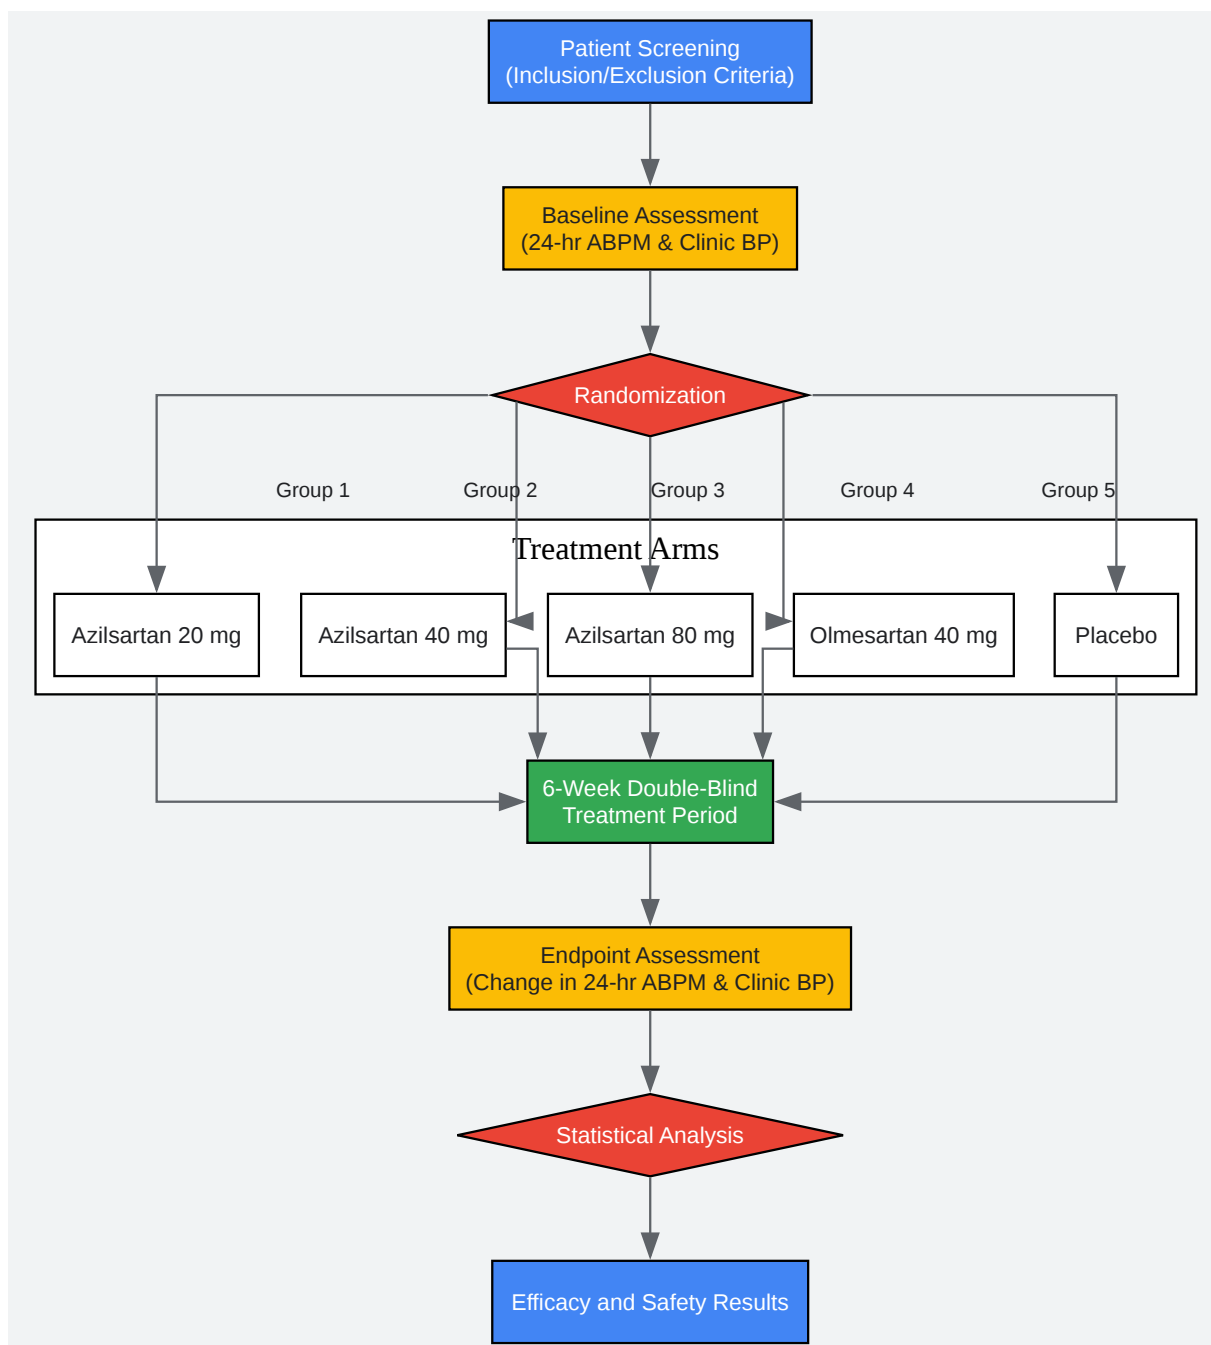 Patient Screening
(Inclusion/Exclusion Criteria)
Baseline Assessment
(24-hr ABPM & Clinic BP)
Randomization
Group 1
Group 2
Group 3
Group 4
Group 5
Treatment Arms
Azilsartan 20 mg
Azilsartan 40 mg
Azilsartan 80 mg
Olmesartan 40 mg
Placebo
6-Week Double-Blind
Treatment Period
Endpoint Assessment
(Change in 24-hr ABPM & Clinic BP)
Statistical Analysis
Efficacy and Safety Results